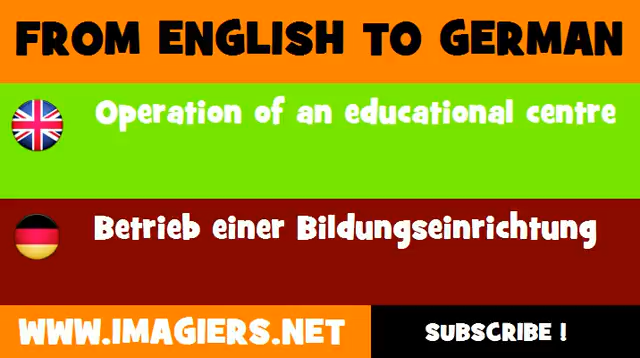 FROM ENGLISH TO GERMAN
Operation of an educational centre
Betrieb einer Bildungseinrichtung
WWW.IMAGIERS.NET
SUBSCRIBE !